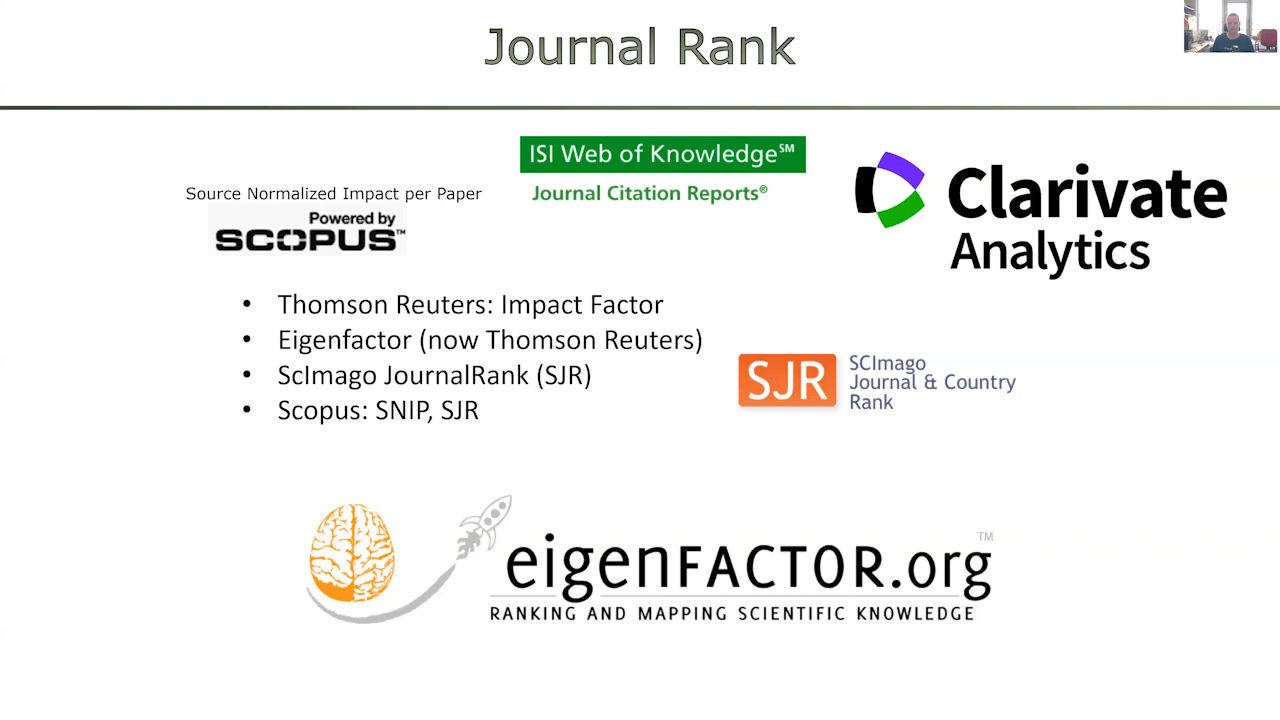 Journal Rank
ISI Web of Knowledge℠
Journal Citation Reports®
Source Normalized Impact per Paper
Powered by
SCOPUS™
Clarivate
Analytics
• Thomson Reuters: Impact Factor
• Eigenfactor (now Thomson Reuters)
• ScImago JournalRank (SJR)
• Scopus: SNIP, SJR
SJR
SCImago
Journal & Country
Rank
eigenFACTOR.org™
RANKING AND MAPPING SCIENTIFIC KNOWLEDGE